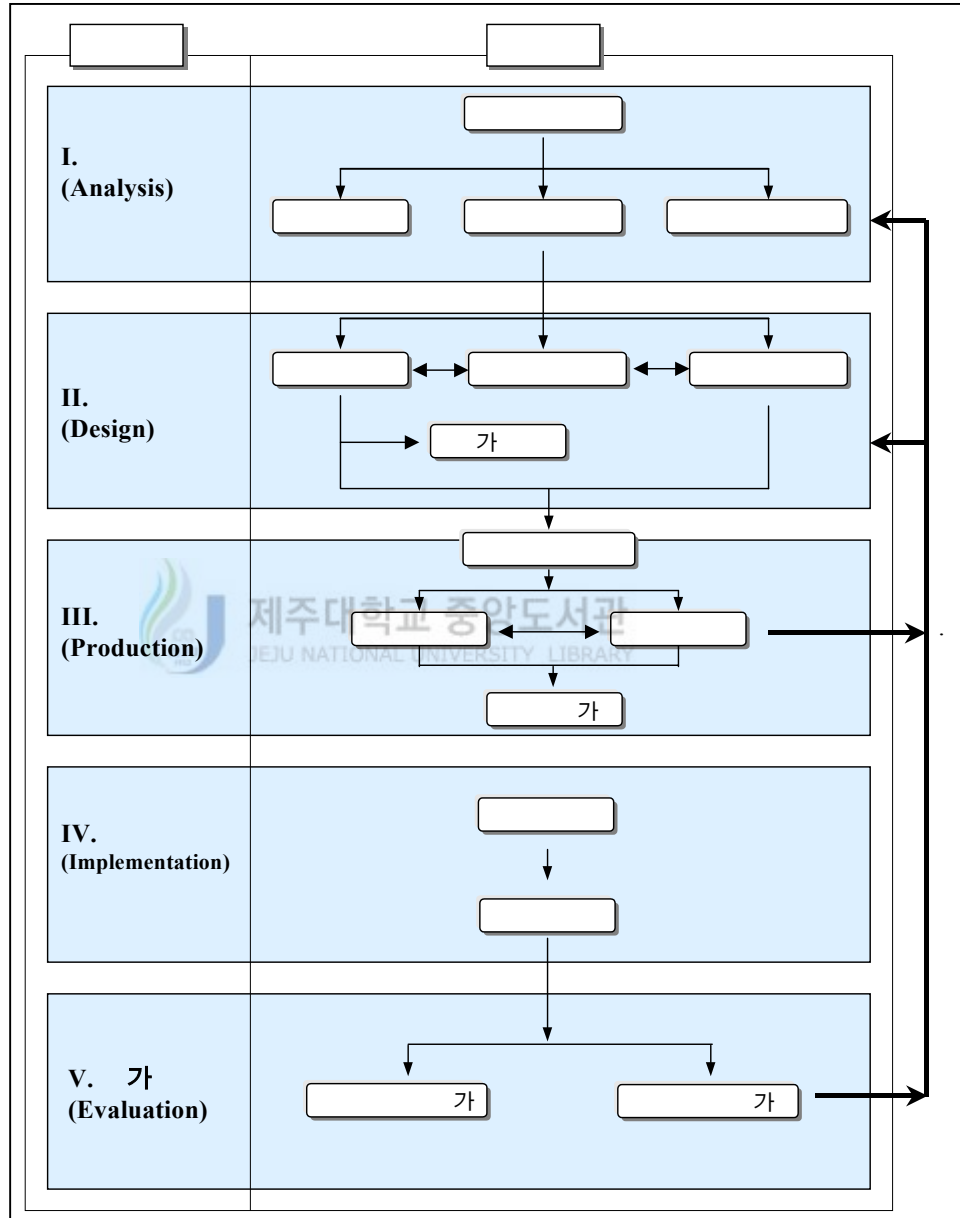 I.
(Analysis)
II.
(Design)
가
III.
(Production)
제주대학교 중앙도서관
JEJU NATIONAL UNIVERSITY LIBRARY
가
IV.
(Implementation)
V. 가
(Evaluation)
가
가
.